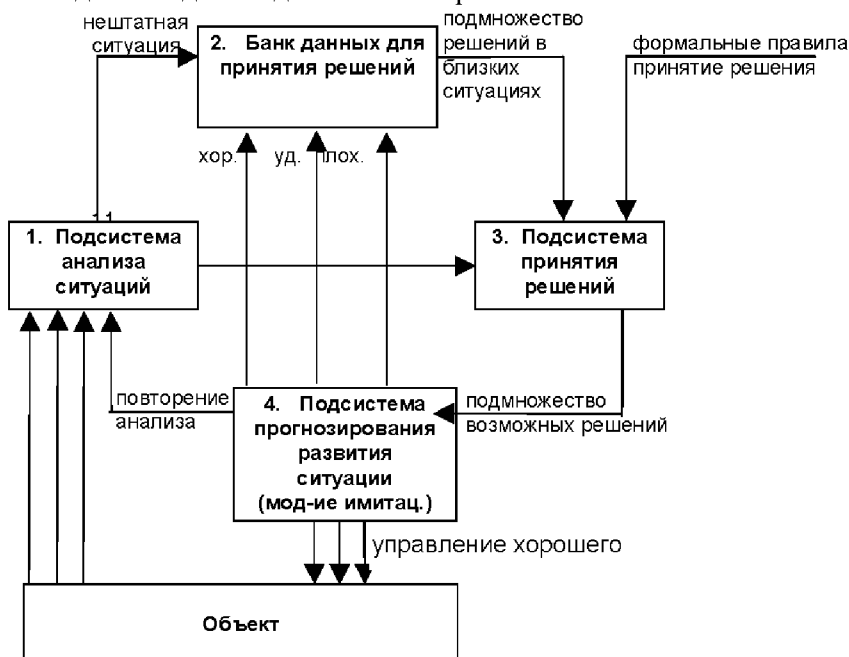 нештатная
ситуация
2. Банк данных для
принятия решений
подмножество
решений в
близких
ситуациях
формальные правила
принятие решения
хор.
уд.
плох.
1. Подсистема
анализа
ситуаций
3. Подсистема
принятия
решений
повторение
анализа
4. Подсистема
прогнозирования
развития
ситуации
(мод-ие имитац.)
подмножество
возможных решений
управление хорошего
Объект